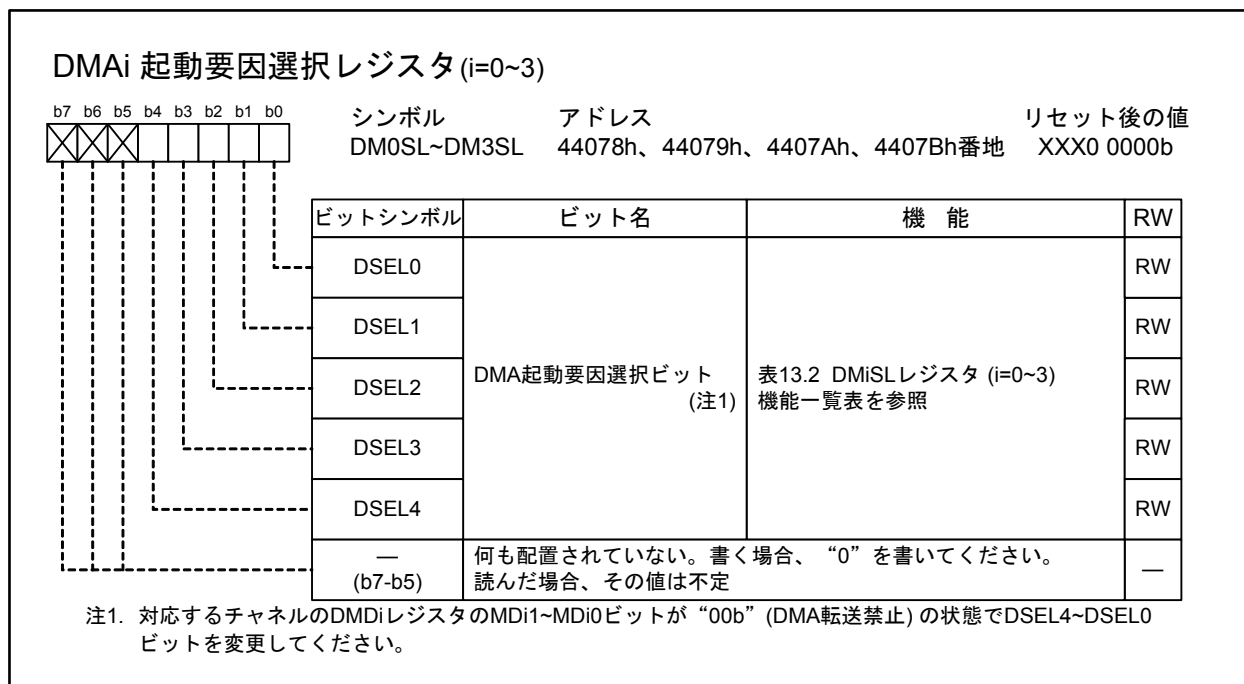 DMAi 起動要因選択レジスタ(i=0~3)
b7 b6 b5 b4 b3 b2 b1 b0
シンボル アドレス リセット後の値
DM0SL~DM3SL 44078h、44079h、4407Ah、4407Bh番地 XXX0 0000b
ビットシンボル ビット名 機 能 RW
DSEL0 RW
DSEL1 RW
DSEL2 RW
DMA起動要因選択ビット
(注1)
表13.2 DMiSLレジスタ (i=0~3)
機能一覧表を参照
DSEL3 RW
DSEL4 RW
—
(b7-b5)
何も配置されていない。書く場合、“0”を書いてください。
読んだ場合、その値は不定
—
注1. 対応するチャネルのDMDiレジスタのMDi1~MDi0ビットが“00b”(DMA転送禁止) の状態でDSEL4~DSEL0
ビットを変更してください。